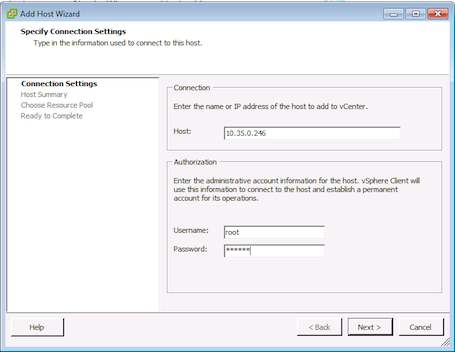 Add Host Wizard
Specify Connection Settings
Type in the information used to connect to this host.
Connection Settings
Host Summary
Choose Resource Pool
Ready to Complete
Connection
Enter the name or IP address of the host to add to vCenter.
Host: 10.35.0.246
Authorization
Enter the administrative account information for the host. vSphere Client will
use this information to connect to the host and establish a permanent
account for its operations.
Username: root
Password: ******
Help < Back Next > Cancel